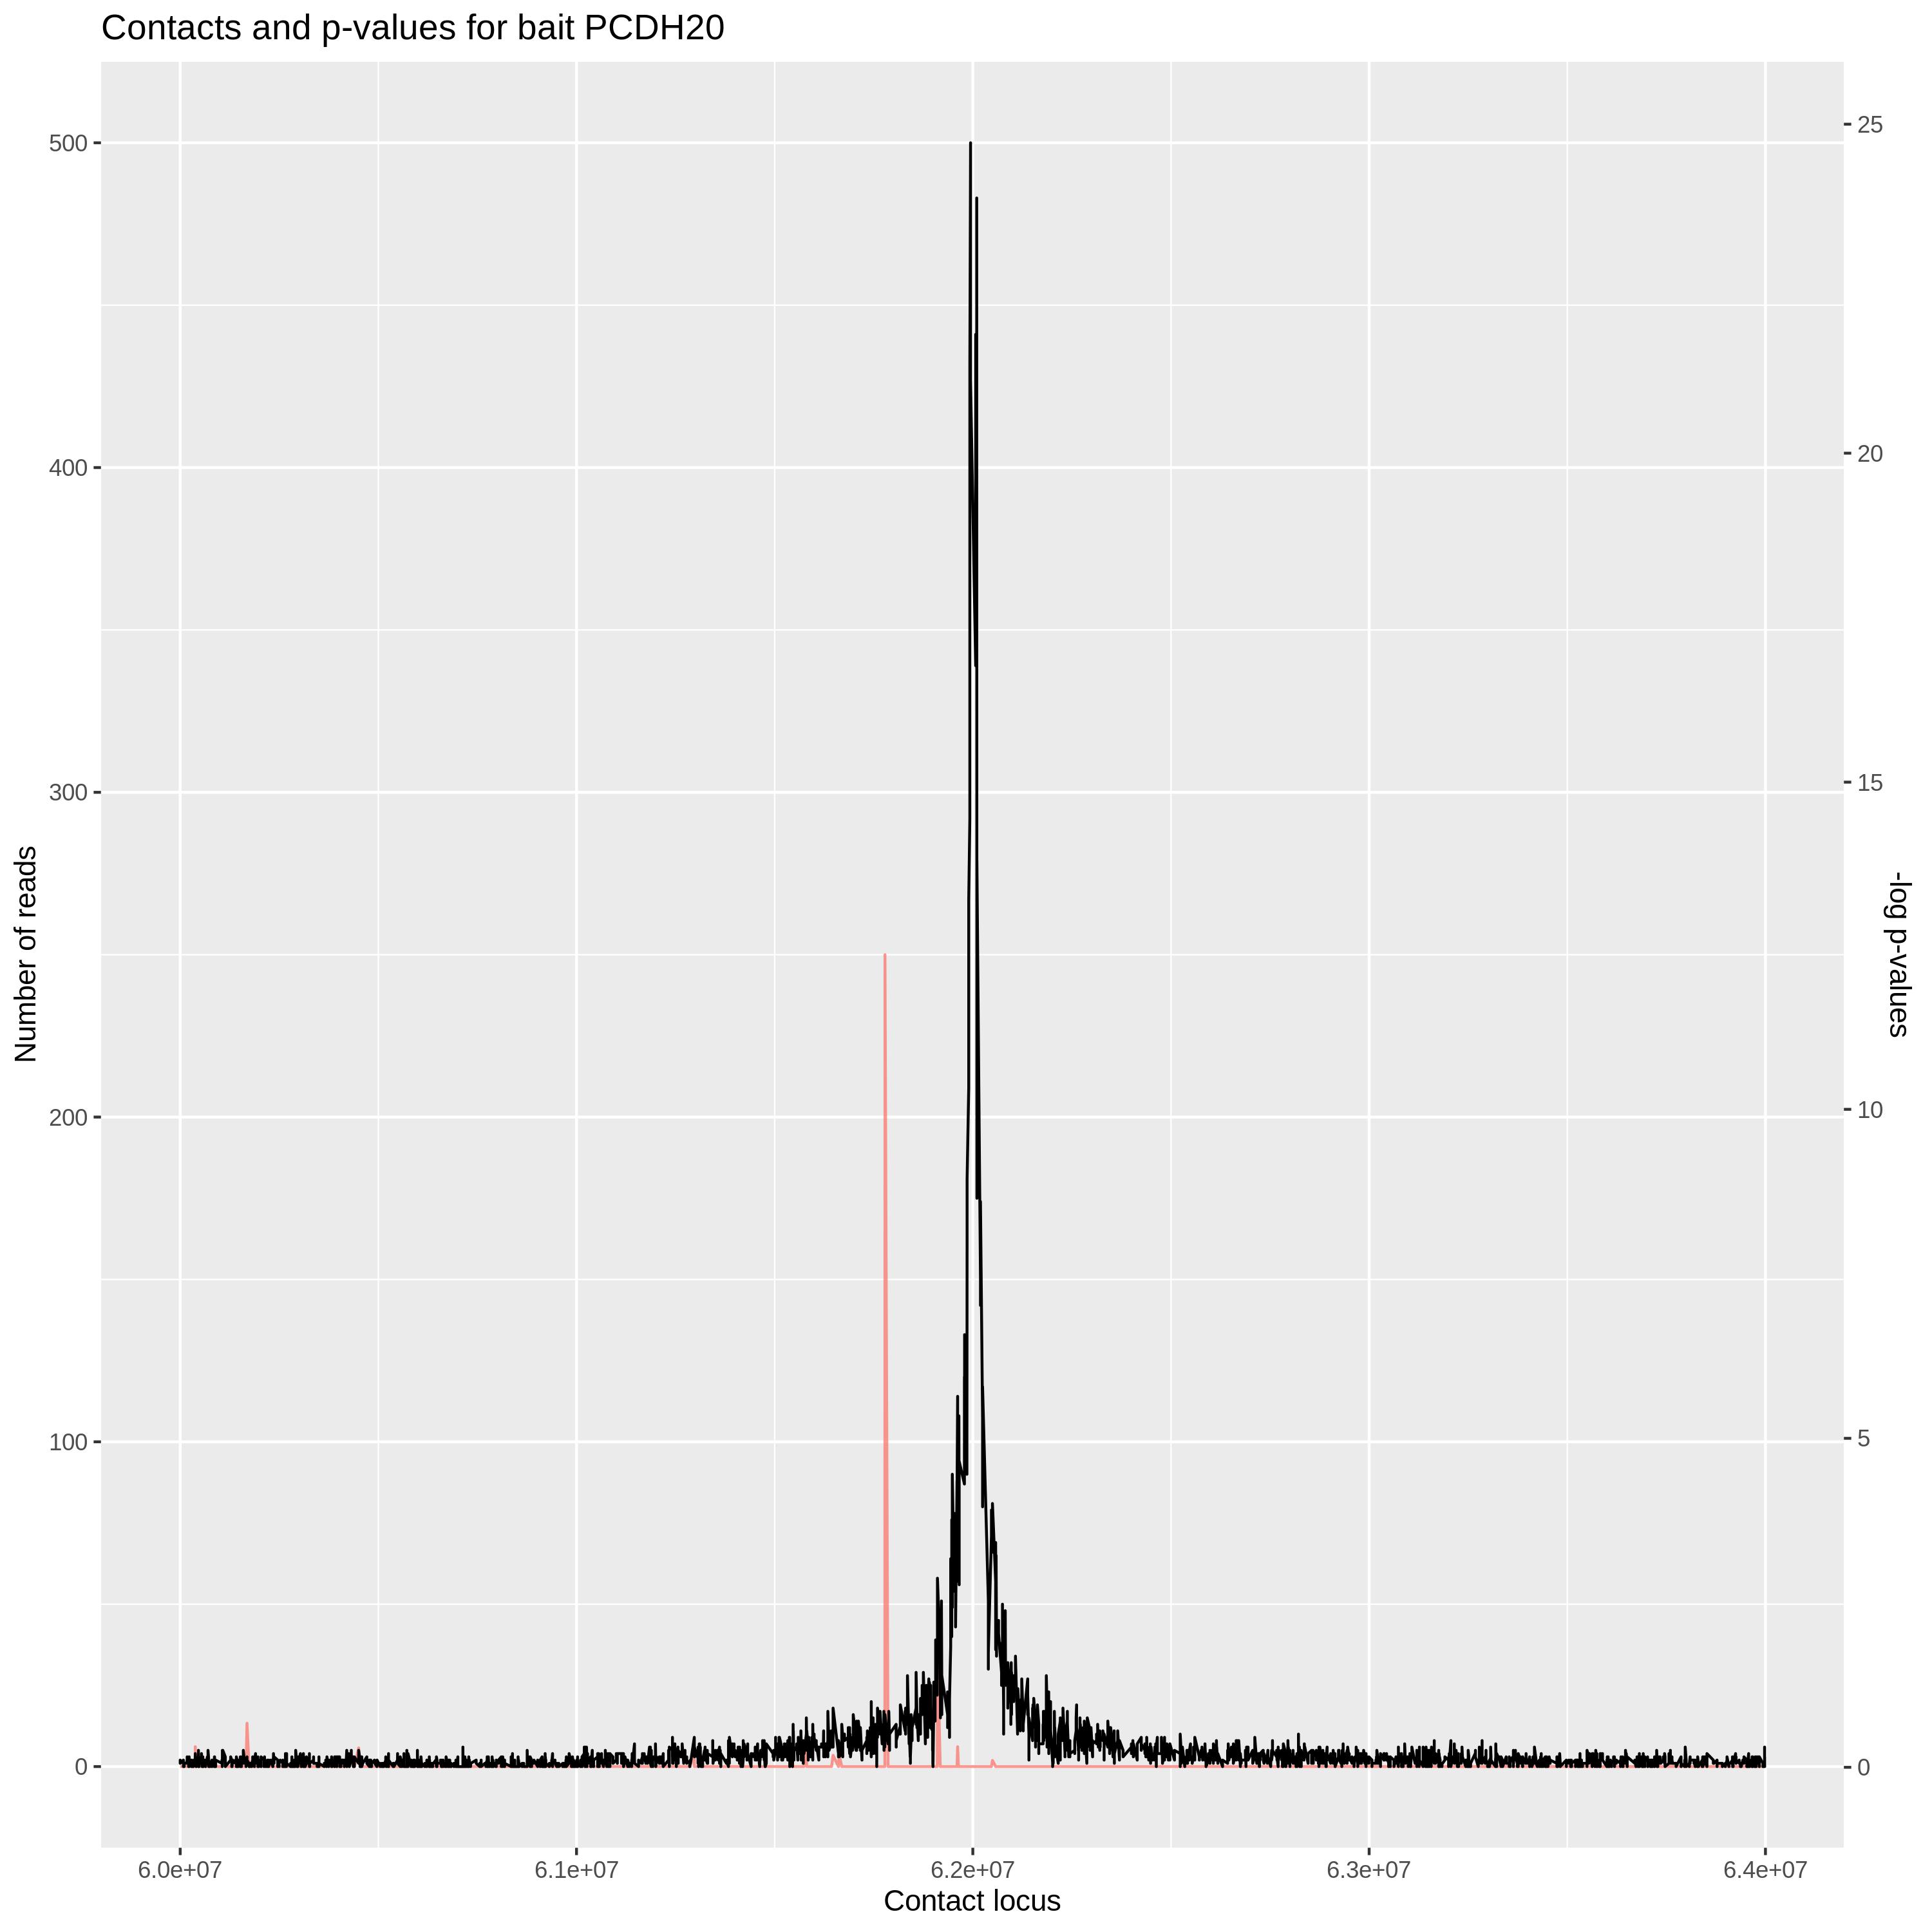 Contacts and p-values for bait PCDH20
500
400
300
200
100
0
Number of reads
25
20
15
10
5
0
-log p-values
6.0e+07
6.1e+07
6.2e+07
6.3e+07
6.4e+07
Contact locus